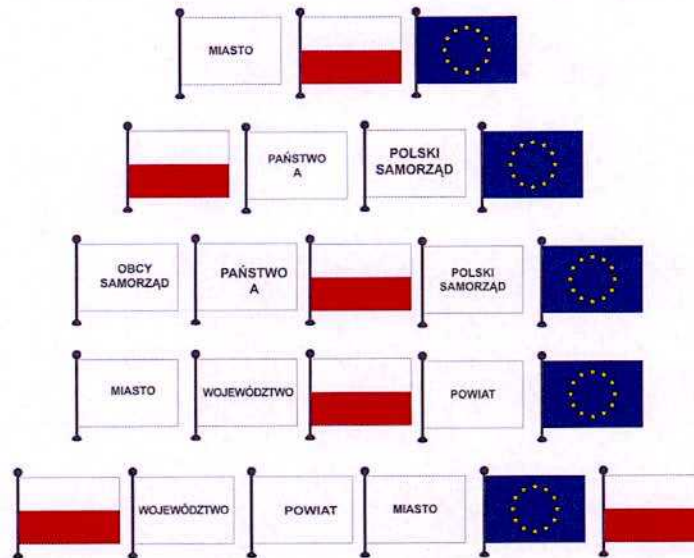 MIASTO
PAŃSTWO
A
POLSKI
SAMORZĄD
OBCY
SAMORZĄD
PAŃSTWO
A
POLSKI
SAMORZĄD
MIASTO
WOJEWÓDZTWO
POWIAT
WOJEWÓDZTWO
POWIAT
MIASTO